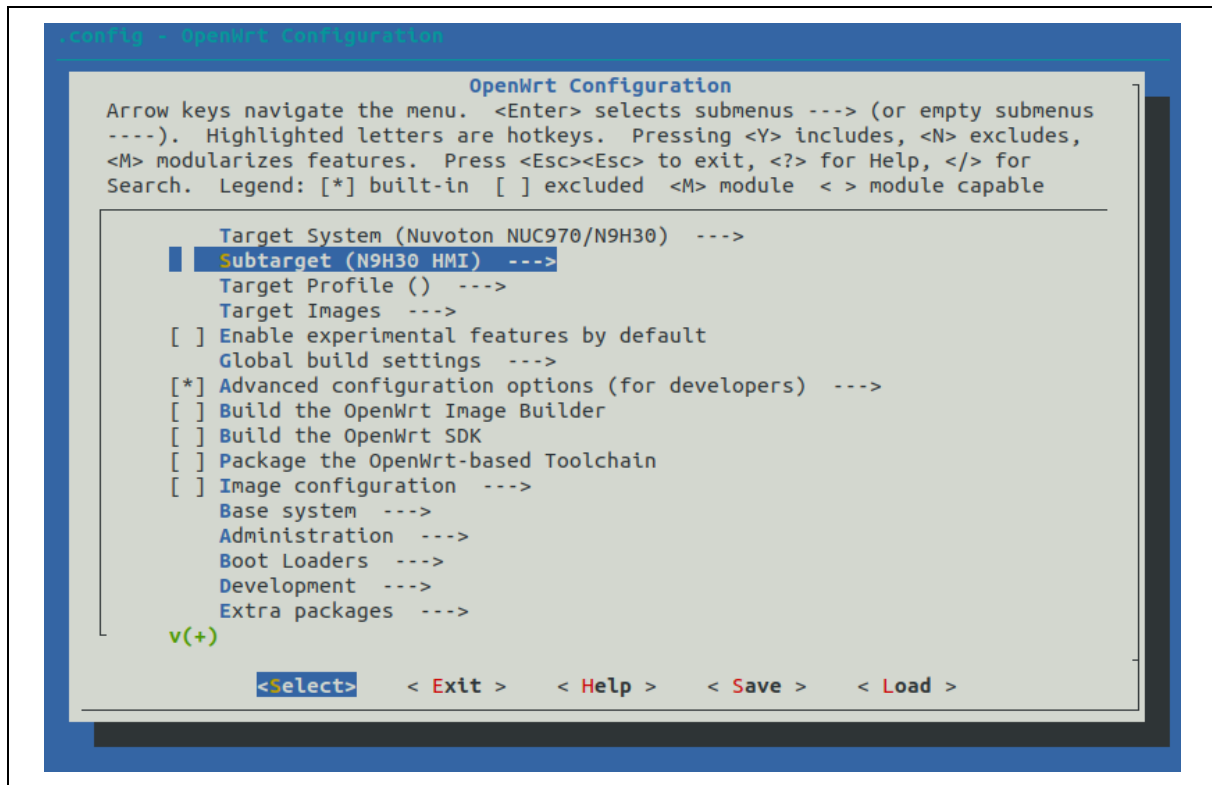 .config - OpenWrt Configuration
OpenWrt Configuration
Arrow keys navigate the menu.  <Enter> selects submenus ---> (or empty submenus
----).  Highlighted letters are hotkeys.  Pressing <Y> includes, <N> excludes,
<M> modularizes features.  Press <Esc><Esc> to exit, <?> for Help, </> for
Search.  Legend: [*] built-in  [ ] excluded  <M> module  < > module capable
Target System (Nuvoton NUC970/N9H30)  --->
Subtarget (N9H30 HMI)  --->
Target Profile ()  --->
Target Images  --->
[ ] Enable experimental features by default
Global build settings  --->
[*] Advanced configuration options (for developers)  --->
[ ] Build the OpenWrt Image Builder
[ ] Build the OpenWrt SDK
[ ] Package the OpenWrt-based Toolchain
[ ] Image configuration  --->
Base system  --->
Administration  --->
Boot Loaders  --->
Development  --->
Extra packages  --->
v(+)
<Select>    < Exit >    < Help >    < Save >    < Load >